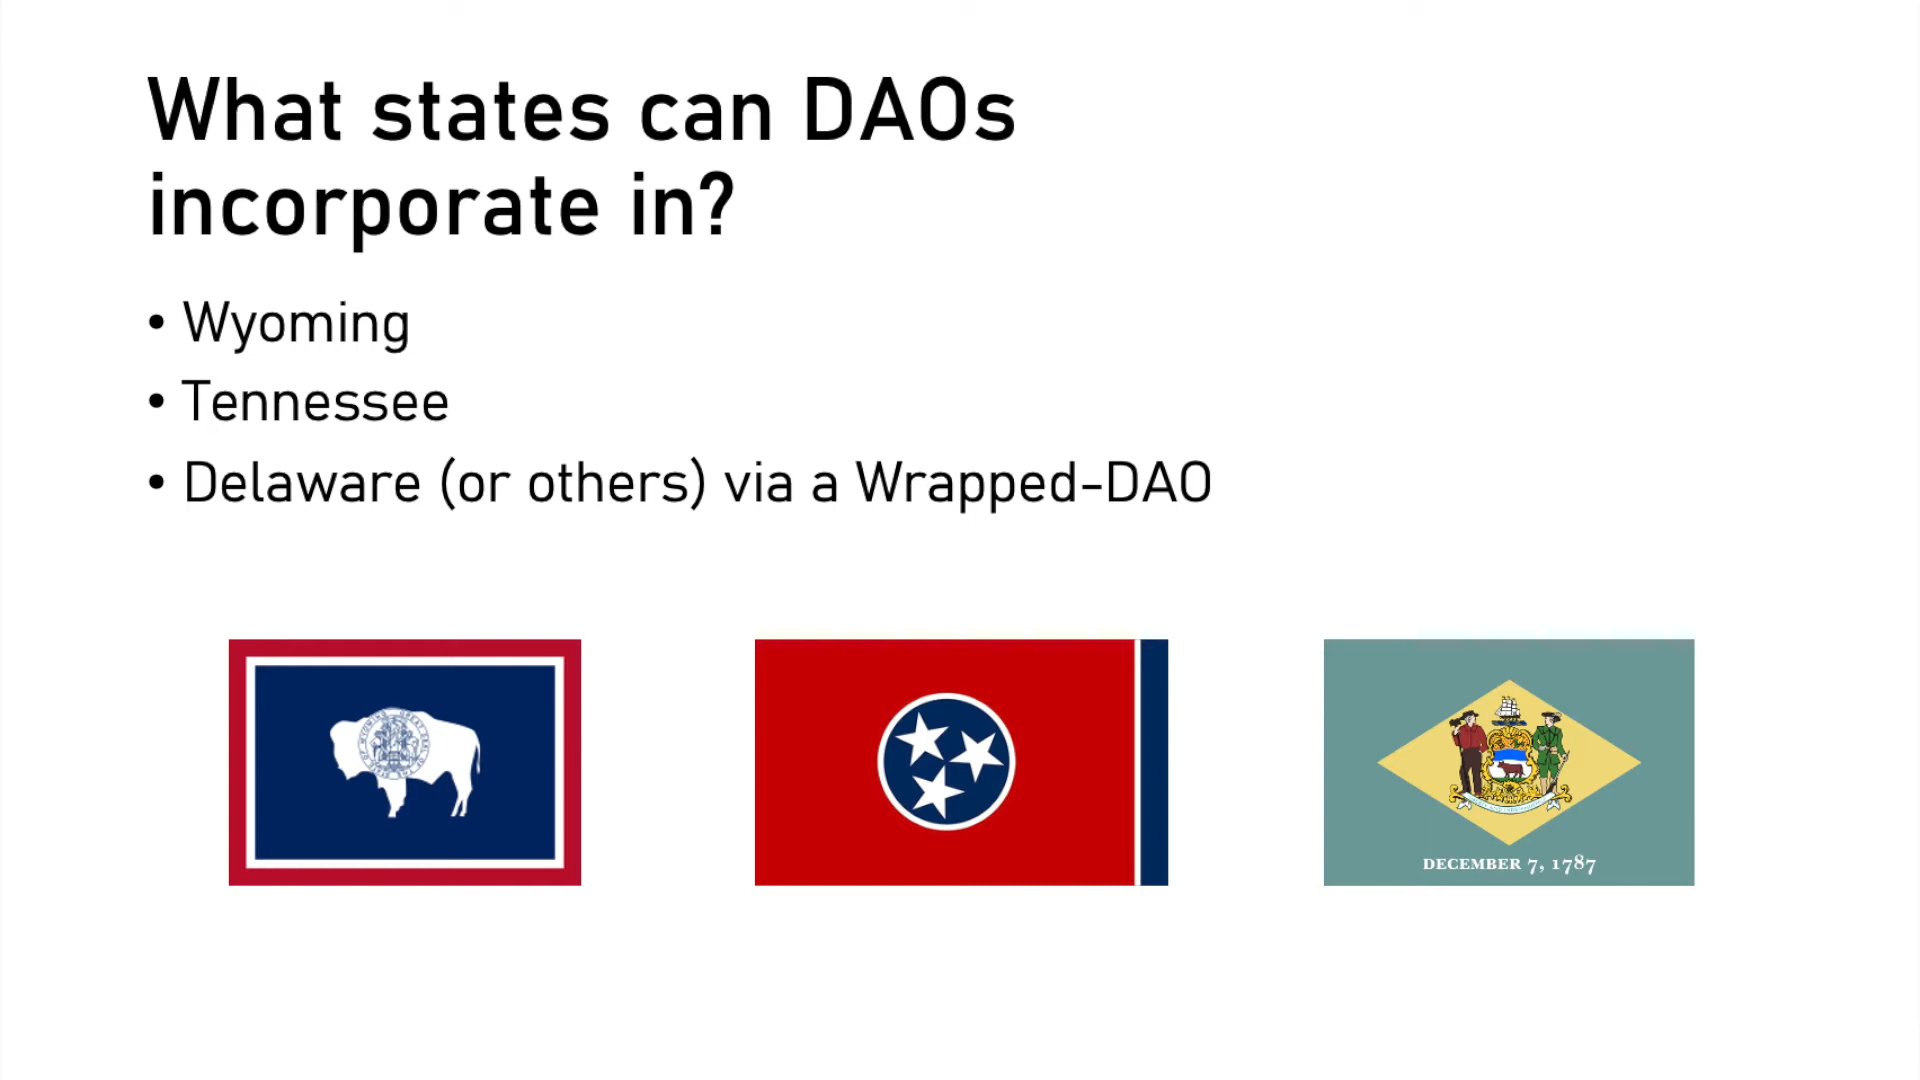 What states can DAOs
incorporate in?
• Wyoming
• Tennessee
• Delaware (or others) via a Wrapped-DAO
DECEMBER 7, 1787